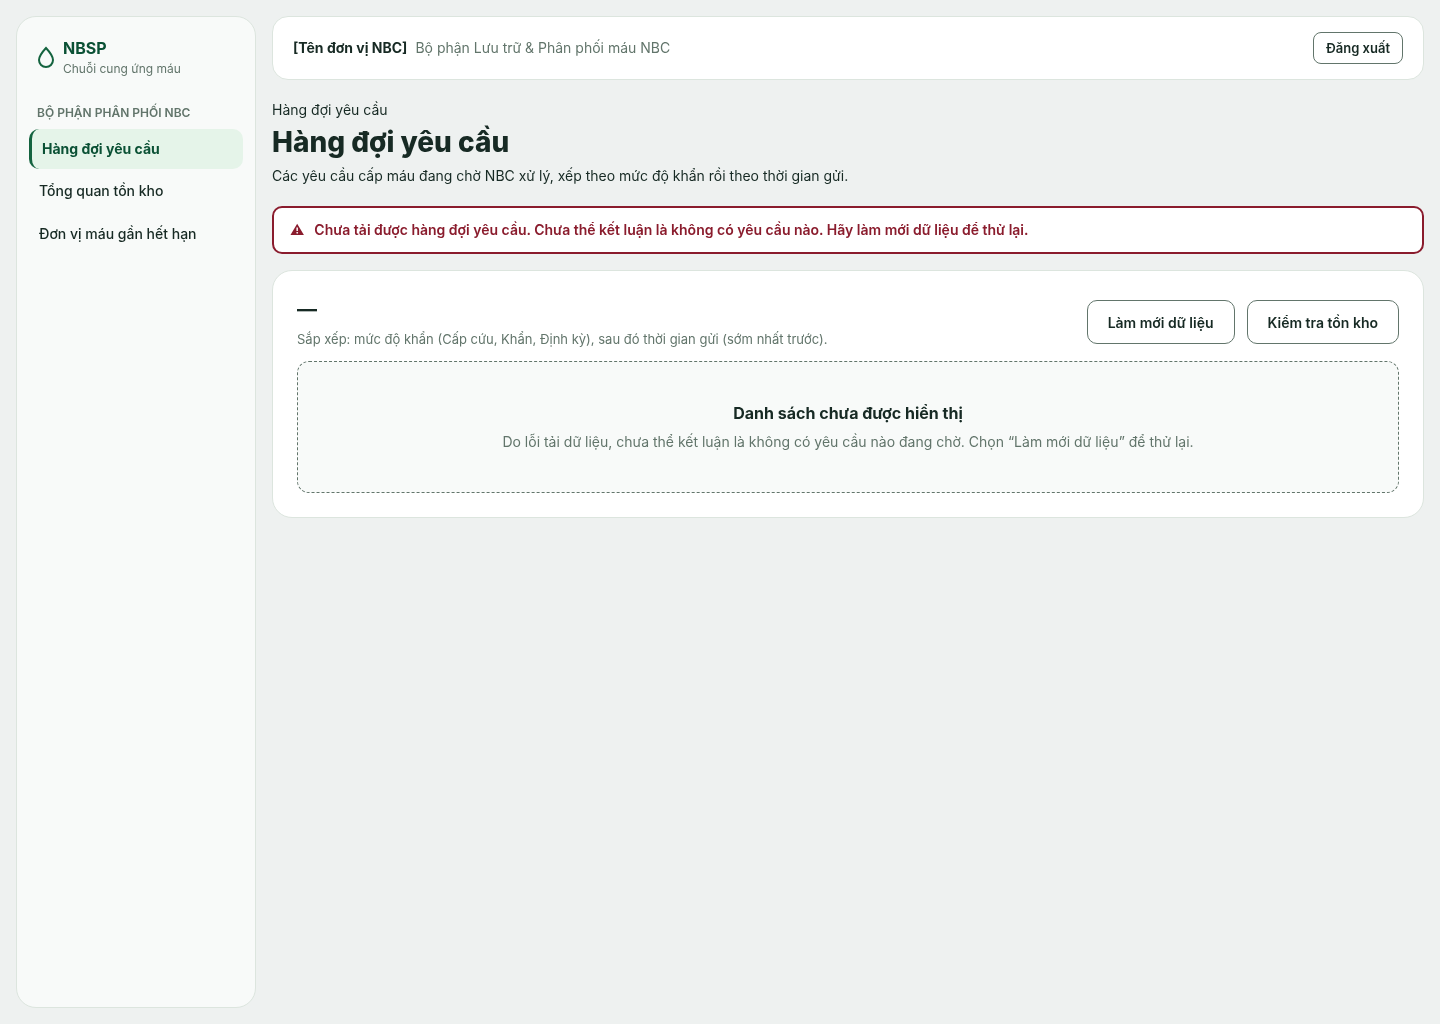 NBSP
Chuỗi cung ứng máu
BỘ PHẬN PHÂN PHỐI NBC
Hàng đợi yêu cầu
Tổng quan tồn kho
Đơn vị máu gần hết hạn
[Tên đơn vị NBC] Bộ phận Lưu trữ & Phân phối máu NBC
Đăng xuất
Hàng đợi yêu cầu
Hàng đợi yêu cầu
Các yêu cầu cấp máu đang chờ NBC xử lý, xếp theo mức độ khẩn rồi theo thời gian gửi.
Chưa tải được hàng đợi yêu cầu. Chưa thể kết luận là không có yêu cầu nào. Hãy làm mới dữ liệu để thử lại.
—
Sắp xếp: mức độ khẩn (Cấp cứu, Khẩn, Định kỳ), sau đó thời gian gửi (sớm nhất trước).
Làm mới dữ liệu
Kiểm tra tồn kho
Danh sách chưa được hiển thị
Do lỗi tải dữ liệu, chưa thể kết luận là không có yêu cầu nào đang chờ. Chọn “Làm mới dữ liệu” để thử lại.